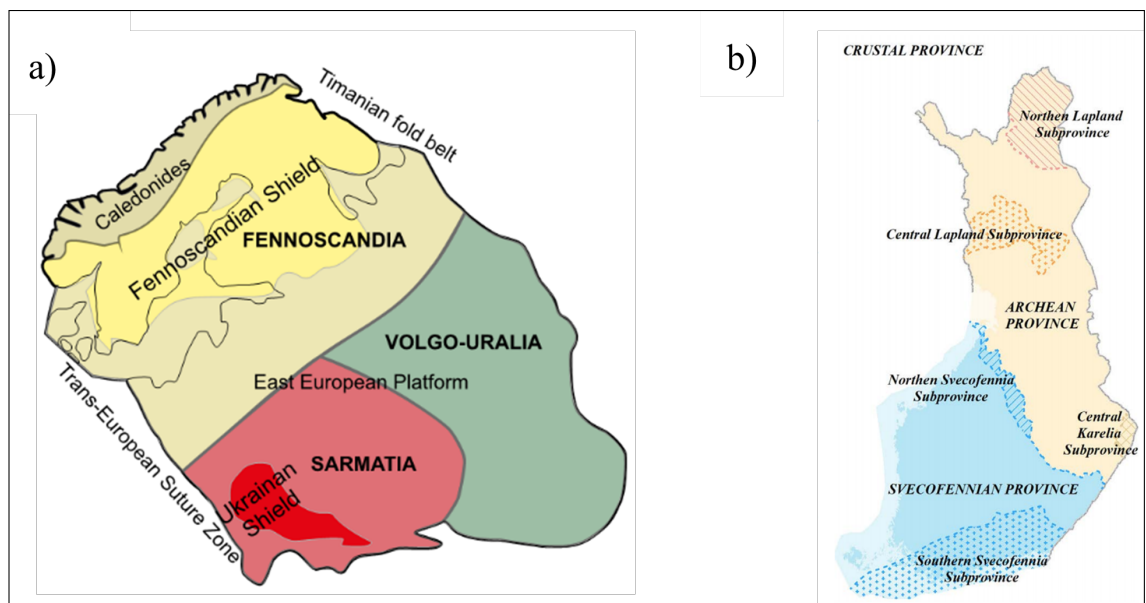 a)
Timanian fold belt
Caledonides
Fennoscandian Shield
FENNOSCANDIA
VOLGO-URALIA
East European Platform
Trans-European Suture Zone
SARMATIA
Ukrainan
Shield
b)
CRUSTAL PROVINCE
Northen Lapland
Subprovince
Central Lapland Subprovince
ARCHEAN
PROVINCE
Northen Svecofennia
Subprovince
Central
Karelia
Subprovince
SVECOFENNIAN PROVINCE
Southern Svecofennia
Subprovince